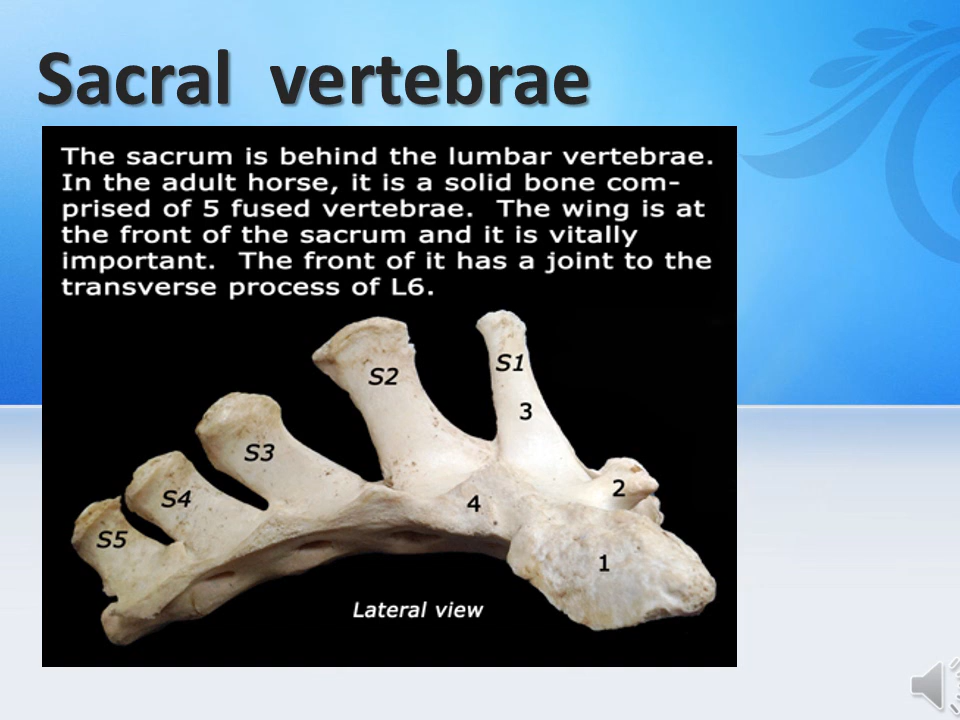 Sacral vertebrae
The sacrum is behind the lumbar vertebrae.
In the adult horse, it is a solid bone com-
prised of 5 fused vertebrae. The wing is at
the front of the sacrum and it is vitally
important. The front of it has a joint to the
transverse process of L6.
S1
S2
3
S3
2
S4
4
S5
1
Lateral view